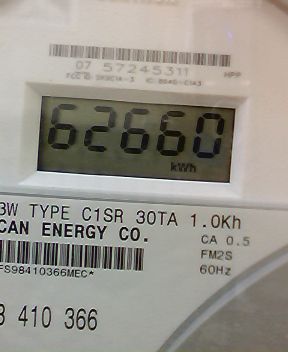 07 57245311
HPP
62660
kWh
3W TYPE C1SR 30TA 1.0Kh
CAN ENERGY CO.
CA 0.5
FM2S
60Hz
FS98410366MEC*
3 410 366